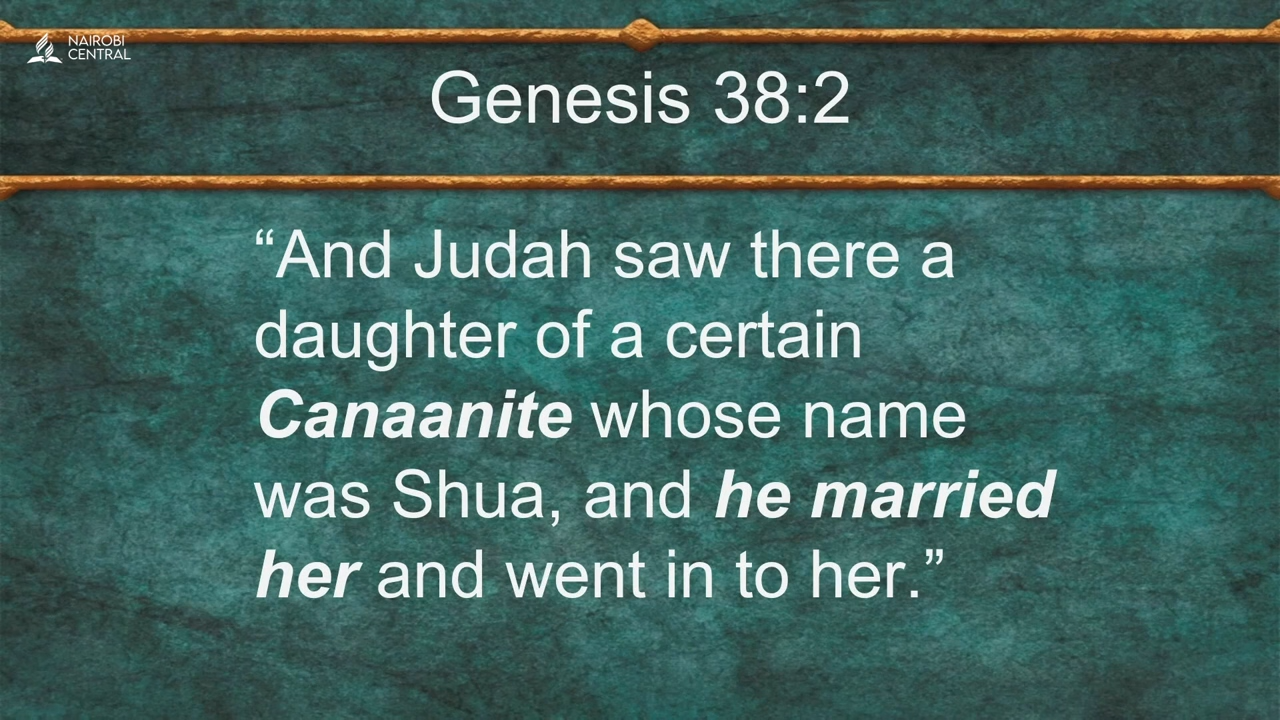 NAIROBI
CENTRAL
Genesis 38:2
“And Judah saw there a
daughter of a certain
Canaanite whose name
was Shua, and he married
her and went in to her.”